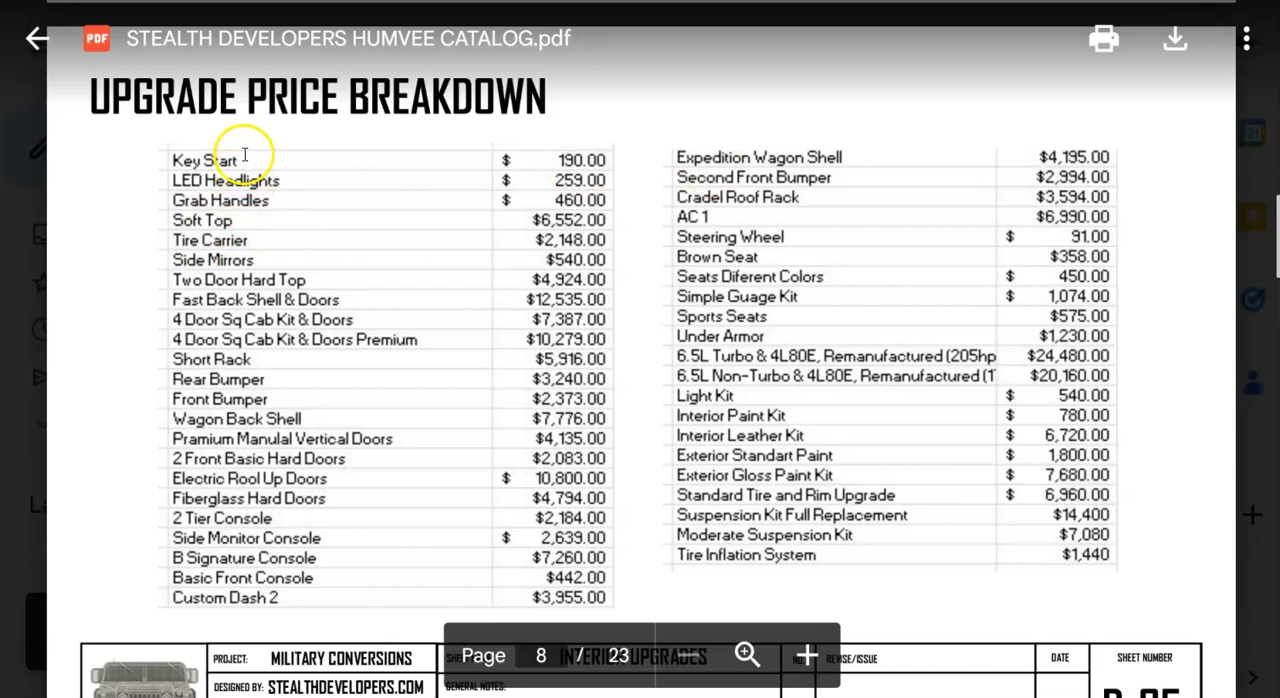 STEALTH DEVELOPERS HUMVEE CATALOG.pdf
PDF
UPGRADE PRICE BREAKDOWN
Key Start $ 190.00
LED Headlights $ 259.00
Grab Handles $ 460.00
Soft Top $6,552.00
Tire Carrier $2,148.00
Side Mirrors $540.00
Two Door Hard Top $4,924.00
Fast Back Shell & Doors $12,535.00
4 Door Sq Cab Kit & Doors $7,387.00
4 Door Sq Cab Kit & Doors Premium $10,279.00
Short Rack $5,916.00
Rear Bumper $3,240.00
Front Bumper $2,373.00
Wagon Back Shell $7,776.00
Pramium Manulal Vertical Doors $4,135.00
2 Front Basic Hard Doors $2,083.00
Electric Rool Up Doors $ 10,800.00
Fiberglass Hard Doors $4,794.00
2 Tier Console $2,184.00
Side Monitor Console $ 2,639.00
B Signature Console $7,260.00
Basic Front Console $442.00
Custom Dash 2 $3,955.00
Expedition Wagon Shell $4,195.00
Second Front Bumper $2,994.00
Cradel Roof Rack $3,594.00
AC 1 $6,990.00
Steering Wheel $ 91.00
Brown Seat $358.00
Seats Diferent Colors $ 450.00
Simple Guage Kit $ 1,074.00
Sports Seats $575.00
Under Armor $1,230.00
6.5L Turbo & 4L80E, Remanufactured (205hp $24,480.00
6.5L Non-Turbo & 4L80E, Remanufactured (1 $20,160.00
Light Kit $ 540.00
Interior Paint Kit $ 780.00
Interior Leather Kit $ 6,720.00
Exterior Standart Paint $ 1,800.00
Exterior Gloss Paint Kit $ 7,680.00
Standard Tire and Rim Upgrade $ 6,960.00
Suspension Kit Full Replacement $14,400
Moderate Suspension Kit $7,080
Tire Inflation System $1,440
Page 8 / 23
PROJECT: MILITARY CONVERSIONS
INTERIOR UPGRADES
REVISE/ISSUE
DATE
SHEET NUMBER
DESIGNED BY: STEALTHDEVELOPERS.COM
GENERAL NOTES: